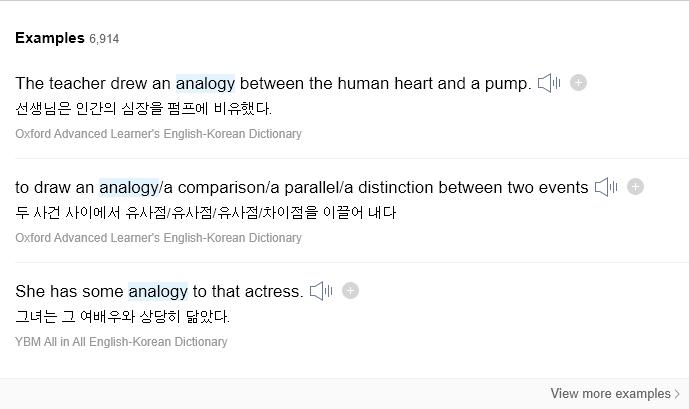 Examples 6,914
The teacher drew an analogy between the human heart and a pump.
선생님은 인간의 심장을 펌프에 비유했다.
Oxford Advanced Learner's English-Korean Dictionary
to draw an analogy/a comparison/a parallel/a distinction between two events
두 사건 사이에서 유사점/유사점/유사점/차이점을 이끌어 내다
Oxford Advanced Learner's English-Korean Dictionary
She has some analogy to that actress.
그녀는 그 여배우와 상당히 닮았다.
YBM All in All English-Korean Dictionary
View more examples